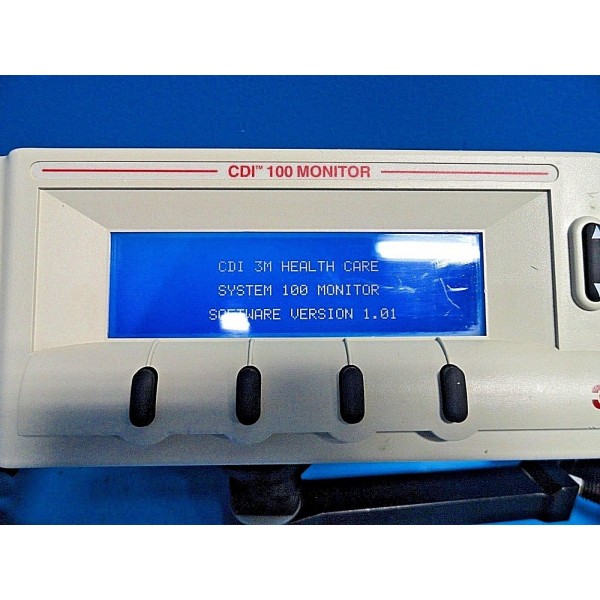 CDI™ 100 MONITOR
CDI 3M HEALTH CARE
SYSTEM 100 MONITOR
SOFTWARE VERSION 1.01